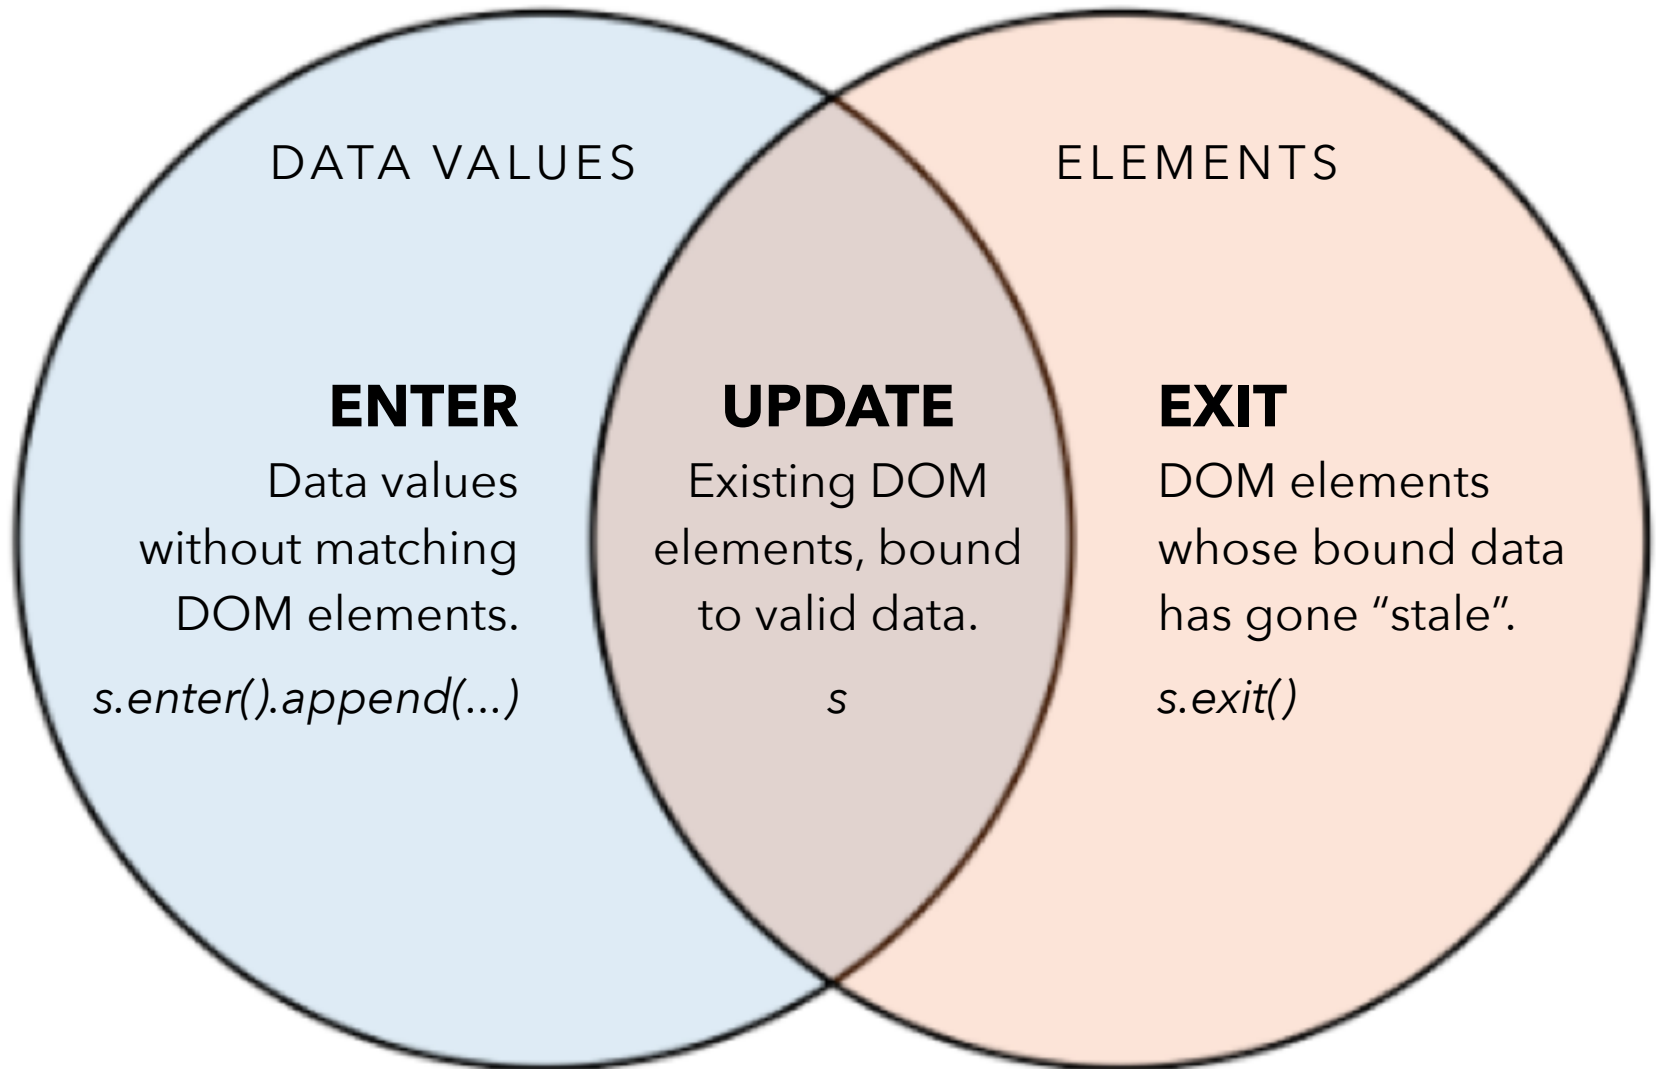 DATA VALUES
ELEMENTS
ENTER
Data values
without matching
DOM elements.
s.enter().append(...)
UPDATE
Existing DOM
elements, bound
to valid data.
s
EXIT
DOM elements
whose bound data
has gone “stale”.
s.exit()